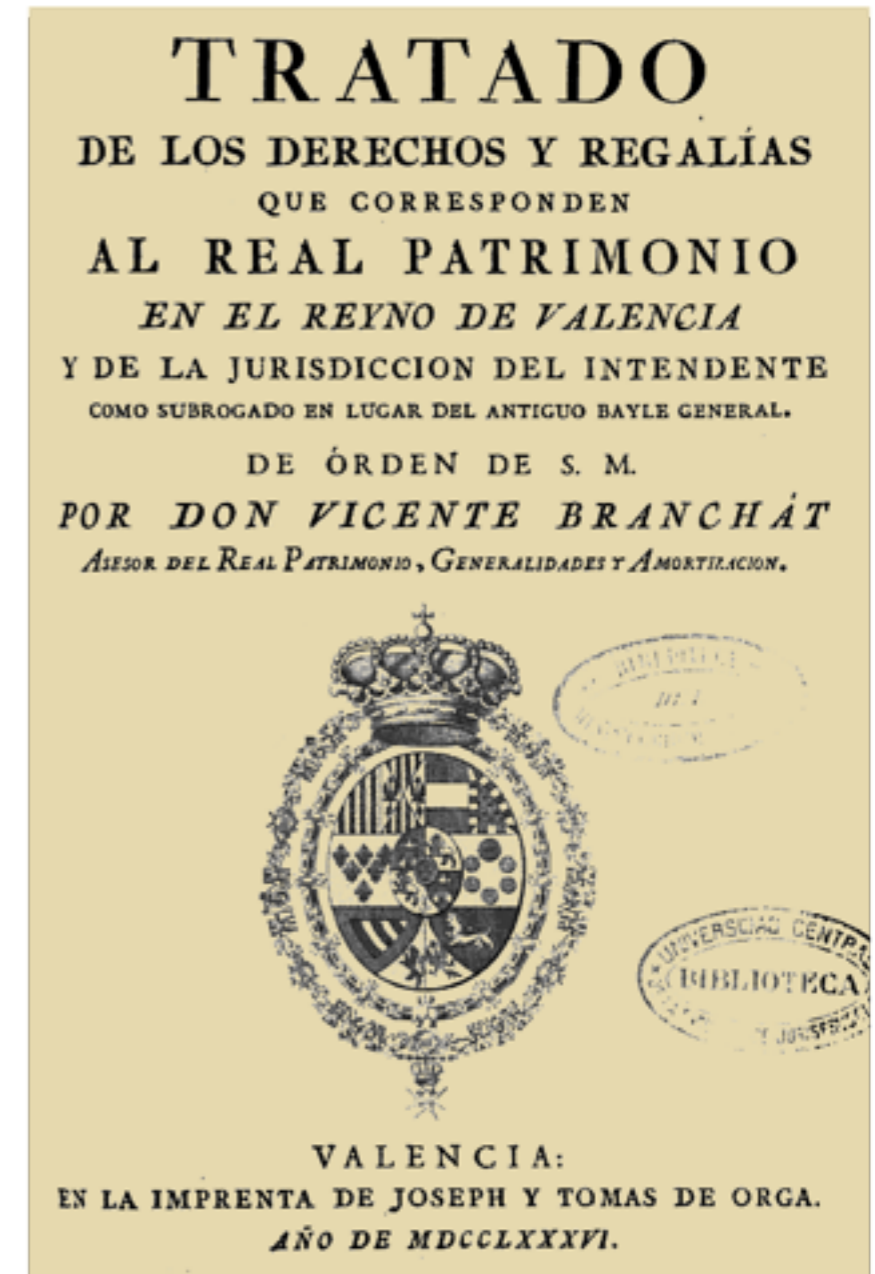 TRATADO
DE LOS DERECHOS Y REGALÍAS
QUE CORRESPONDEN
AL REAL PATRIMONIO
EN EL REYNO DE VALENCIA
Y DE LA JURISDICCION DEL INTENDENTE
COMO SUBROGADO EN LUGAR DEL ANTIGUO BAYLE GENERAL.
DE ÓRDEN DE S. M.
POR DON VICENTE BRANCHÁT
ASESOR DEL REAL PATRIMONIO, GENERALIDADES Y AMORTIZACION.
CENTRAL
BIBLIOTECA
VALENCIA:
EN LA IMPRENTA DE JOSEPH Y TOMAS DE ORGA.
AÑO DE MDCCLXXXVI.